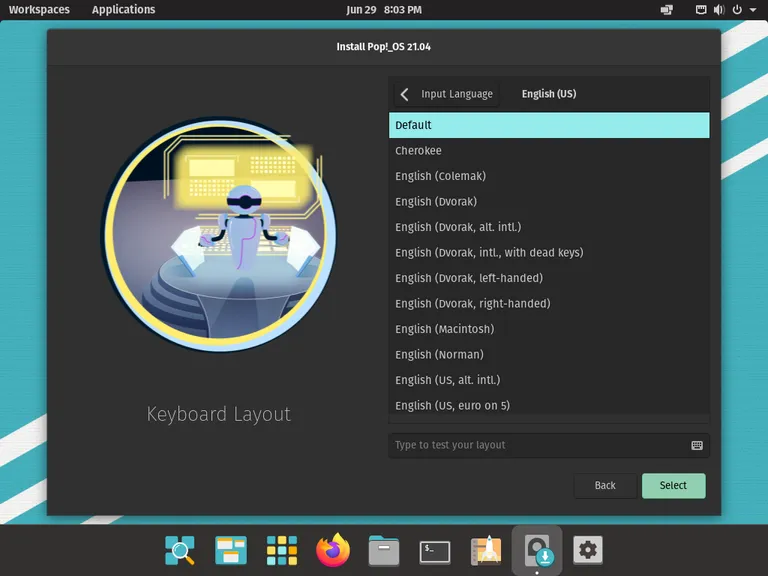 Workspaces Applications Jun 29 8:03 PM
Install Pop!_OS 21.04
Input Language English (US)
Default
Cherokee
English (Colemak)
English (Dvorak)
English (Dvorak, alt. intl.)
English (Dvorak, intl., with dead keys)
English (Dvorak, left-handed)
English (Dvorak, right-handed)
English (Macintosh)
English (Norman)
English (US, alt. intl.)
English (US, euro on 5)
Keyboard Layout
Type to test your layout
Back Select
$_